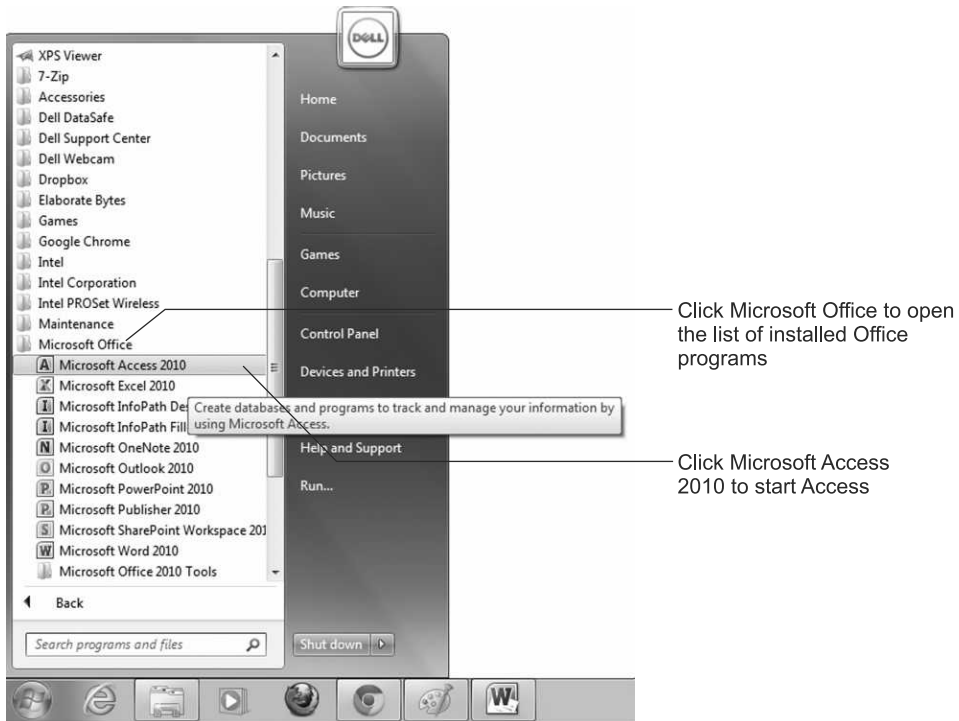 DELL
XPS Viewer
7-Zip
Accessories
Dell DataSafe
Dell Support Center
Dell Webcam
Dropbox
Elaborate Bytes
Games
Google Chrome
Intel
Intel Corporation
Intel PROSet Wireless
Maintenance
Microsoft Office
A Microsoft Access 2010
X Microsoft Excel 2010
I Microsoft InfoPath Des
I Microsoft InfoPath Fill
N Microsoft OneNote 2010
O Microsoft Outlook 2010
P Microsoft PowerPoint 2010
P Microsoft Publisher 2010
S Microsoft SharePoint Workspace 201
W Microsoft Word 2010
Microsoft Office 2010 Tools
Back
Search programs and files
Home
Documents
Pictures
Music
Games
Computer
Control Panel
Devices and Printers
Create databases and programs to track and manage your information by
using Microsoft Access.
Help and Support
Run...
Shut down
W
Click Microsoft Office to open
the list of installed Office
programs
Click Microsoft Access
2010 to start Access